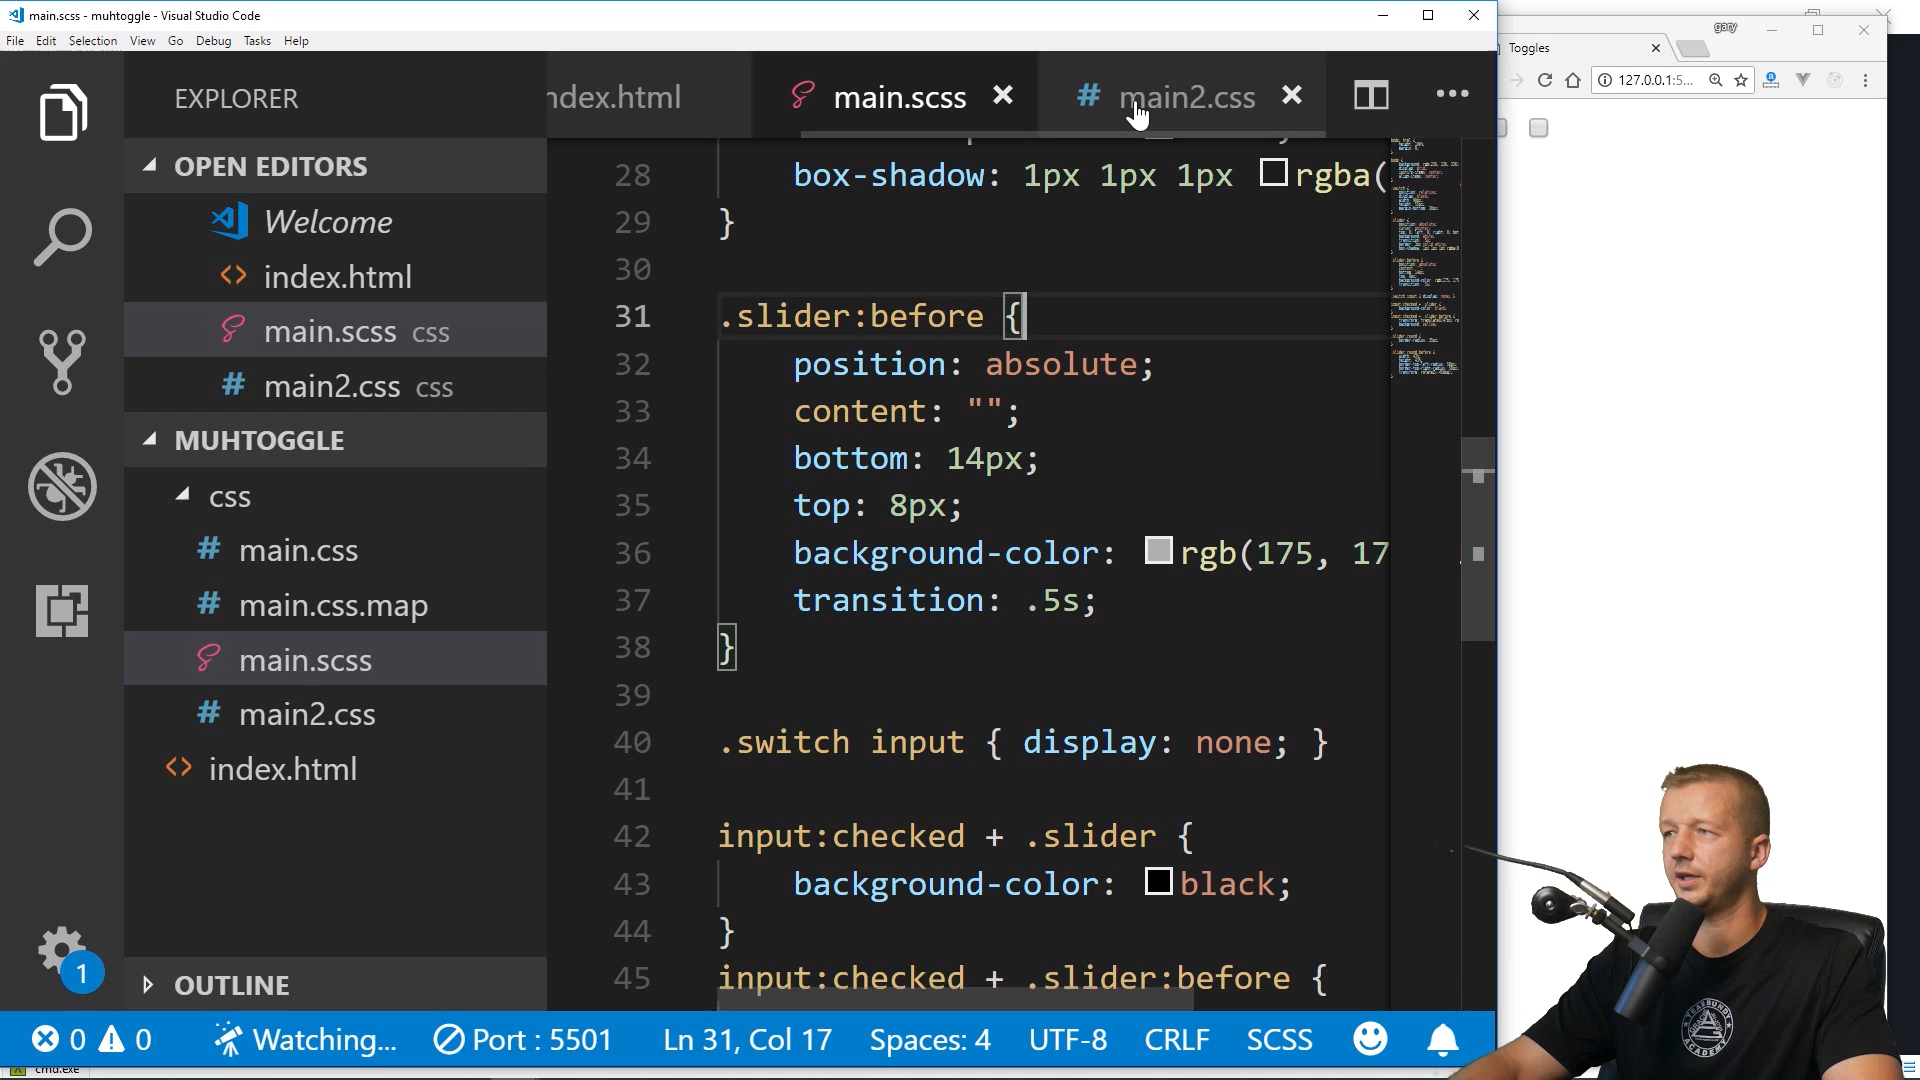 main.scss - muhtoggle - Visual Studio Code
File Edit Selection View Go Debug Tasks Help
EXPLORER
ndex.html
main.scss
# main2.css
OPEN EDITORS
Welcome
<> index.html
main.scss css
# main2.css css
MUHTOGGLE
css
# main.css
# main.css.map
main.scss
# main2.css
<> index.html
OUTLINE
28 box-shadow: 1px 1px 1px rgba(
29 }
30
31 .slider:before {
32 position: absolute;
33 content: "";
34 bottom: 14px;
35 top: 8px;
36 background-color: rgb(175, 17
37 transition: .5s;
38 }
39
40 .switch input { display: none; }
41
42 input:checked + .slider {
43 background-color: black;
44 }
45 input:checked + .slider:before {
1
0 0 Watching... Port : 5501 Ln 31, Col 17 Spaces: 4 UTF-8 CRLF SCSS
cmd.exe
gary
Toggles
127.0.0.1:5...
ACADEMY